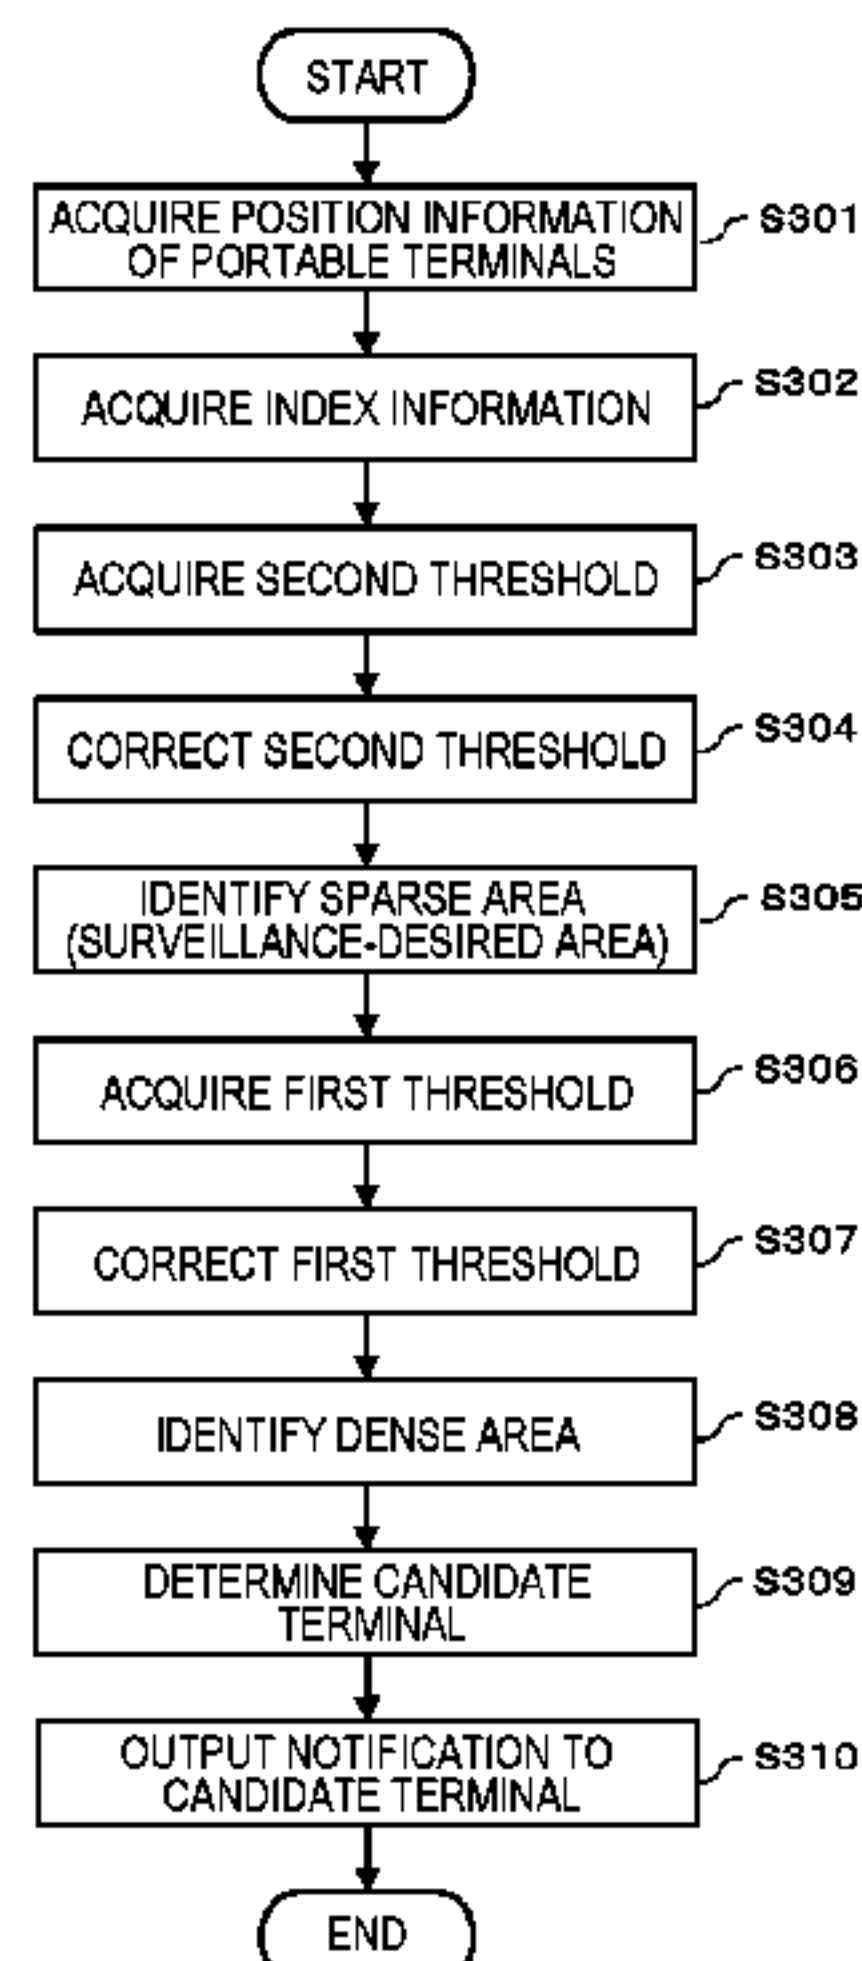 START
ACQUIRE POSITION INFORMATION
OF PORTABLE TERMINALS
S301
ACQUIRE INDEX INFORMATION
S302
ACQUIRE SECOND THRESHOLD
S303
CORRECT SECOND THRESHOLD
S304
IDENTIFY SPARSE AREA
(SURVEILLANCE-DESIRED AREA)
S305
ACQUIRE FIRST THRESHOLD
S306
CORRECT FIRST THRESHOLD
S307
IDENTIFY DENSE AREA
S308
DETERMINE CANDIDATE
TERMINAL
S309
OUTPUT NOTIFICATION TO
CANDIDATE TERMINAL
S310
END